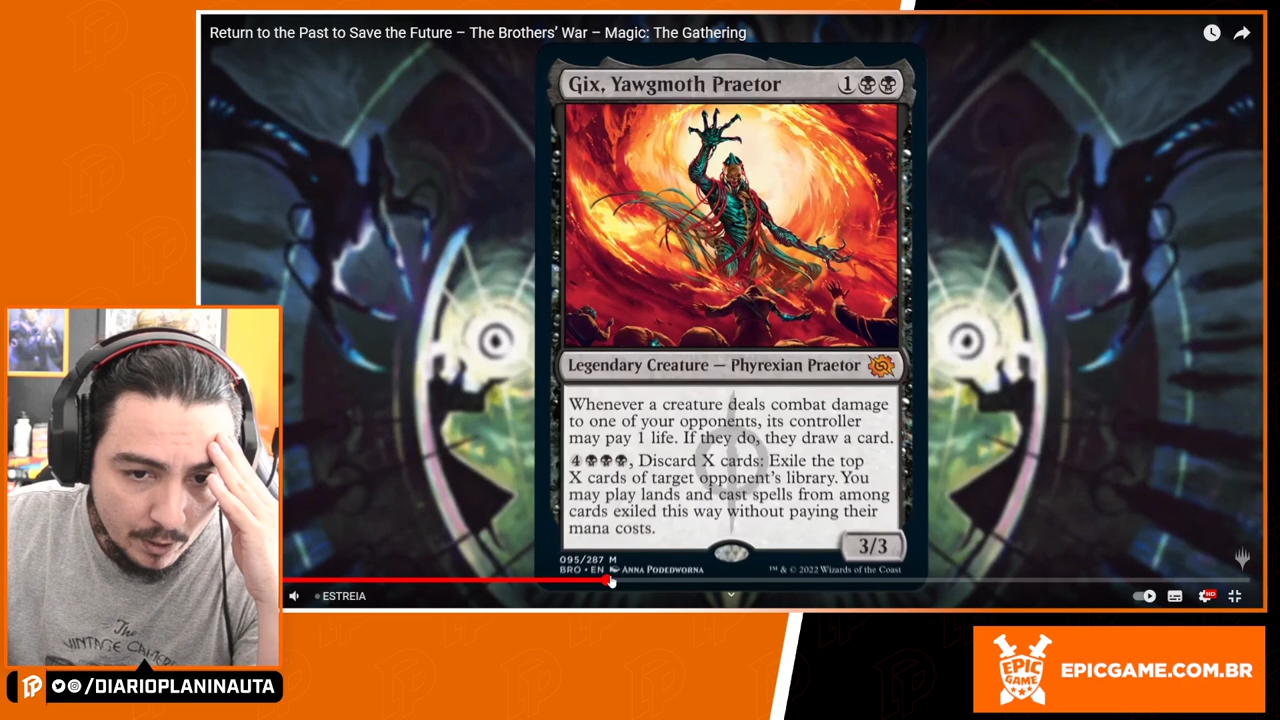 Return to the Past to Save the Future – The Brothers' War – Magic: The Gathering
Gix, Yawgmoth Praetor
1
Legendary Creature — Phyrexian Praetor
Whenever a creature deals combat damage
to one of your opponents, its controller
may pay 1 life. If they do, they draw a card.
4, Discard X cards: Exile the top
X cards of target opponent's library. You
may play lands and cast spells from among
cards exiled this way without paying their
mana costs.
3/3
095/287 M
BRO • EN Anna Podedworna
™ & © 2022 Wizards of the Coast
ESTREIA
HD
The
VINTAGE
/DIARIOPLANINAUTA
EPIC
GAME
EPICGAME.COM.BR